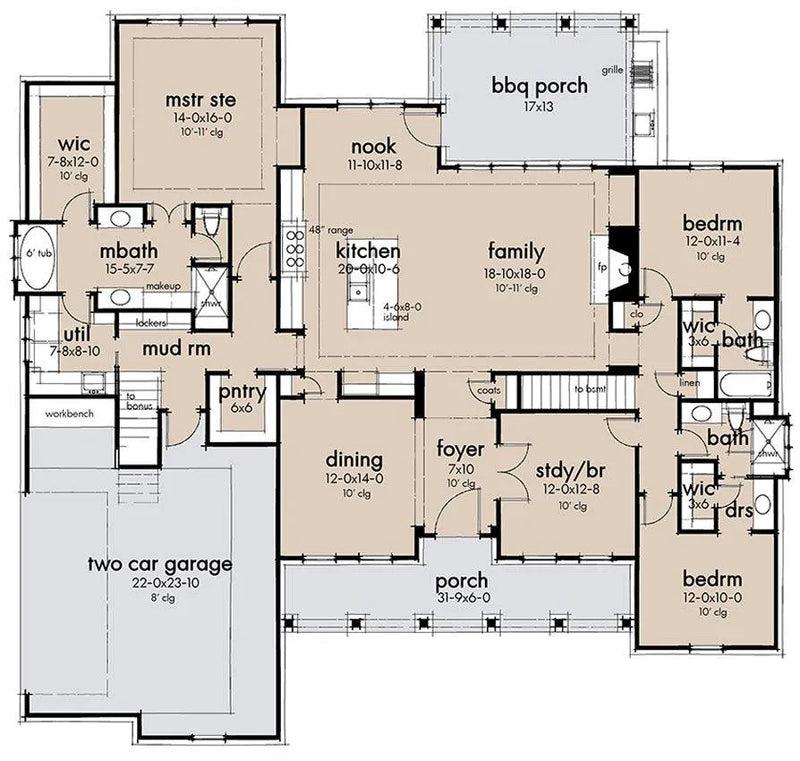 bbq porch
17x13
grille
mstr ste
14-0x16-0
10'-11' clg
wic
7-8x12-0
10' clg
nook
11-10x11-8
48" range
kitchen
20-0x10-6
4-6x8-0
island
family
18-10x18-0
10'-11' clg
fp
bedrm
12-0x11-4
10' clg
6' tub
mbath
15-5x7-7
makeup
shwr
clo
wic
3x6
bath
linen
util
7-8x8-10
lockers
mud rm
to
bonus
pntry
6x6
workbench
coats
to bsmt
bath
shwr
dining
12-0x14-0
10' clg
foyer
7x10
10' clg
stdy/br
12-0x12-8
10' clg
wic
3x6
drs
two car garage
22-0x23-10
8' clg
porch
31-9x6-0
bedrm
12-0x10-0
10' clg